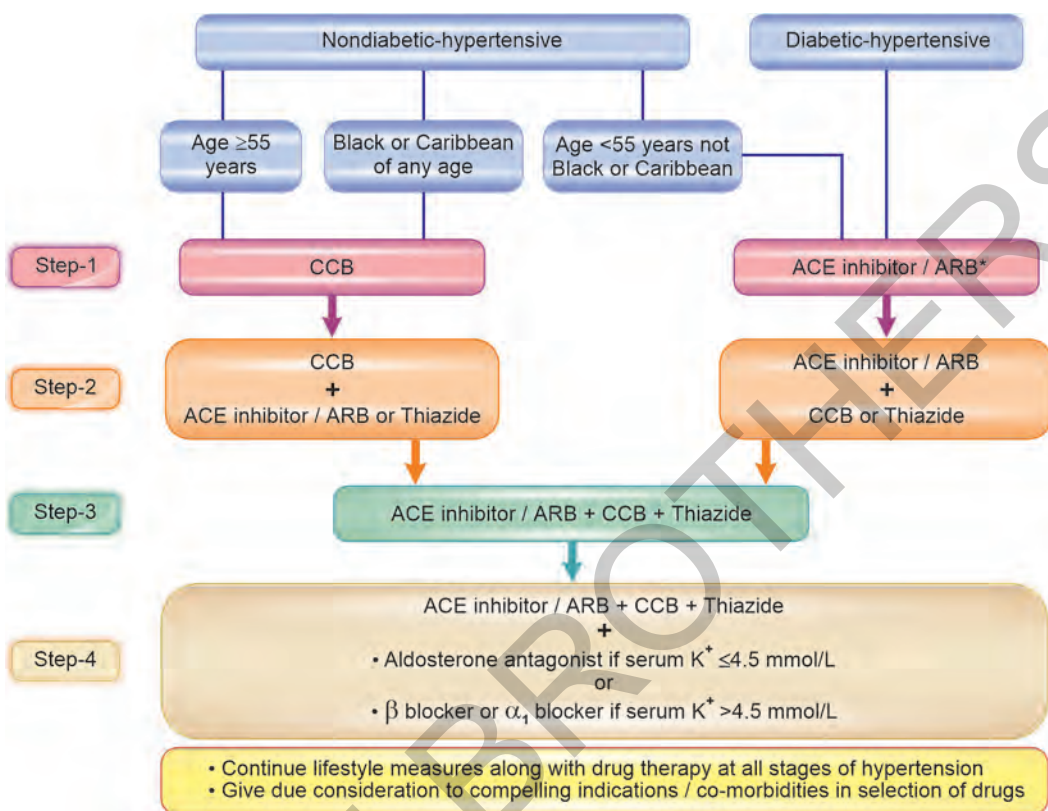 Nondiabetic-hypertensive
Diabetic-hypertensive
Age ≥55
years
Black or Caribbean
of any age
Age <55 years not
Black or Caribbean
Step-1
CCB
ACE inhibitor / ARB*
Step-2
CCB
+
ACE inhibitor / ARB or Thiazide
ACE inhibitor / ARB
+
CCB or Thiazide
Step-3
ACE inhibitor / ARB + CCB + Thiazide
Step-4
ACE inhibitor / ARB + CCB + Thiazide
+
• Aldosterone antagonist if serum K⁺ ≤4.5 mmol/L
or
• β blocker or α₁ blocker if serum K⁺ >4.5 mmol/L
• Continue lifestyle measures along with drug therapy at all stages of hypertension
• Give due consideration to compelling indications / co-morbidities in selection of drugs
BROTHERS